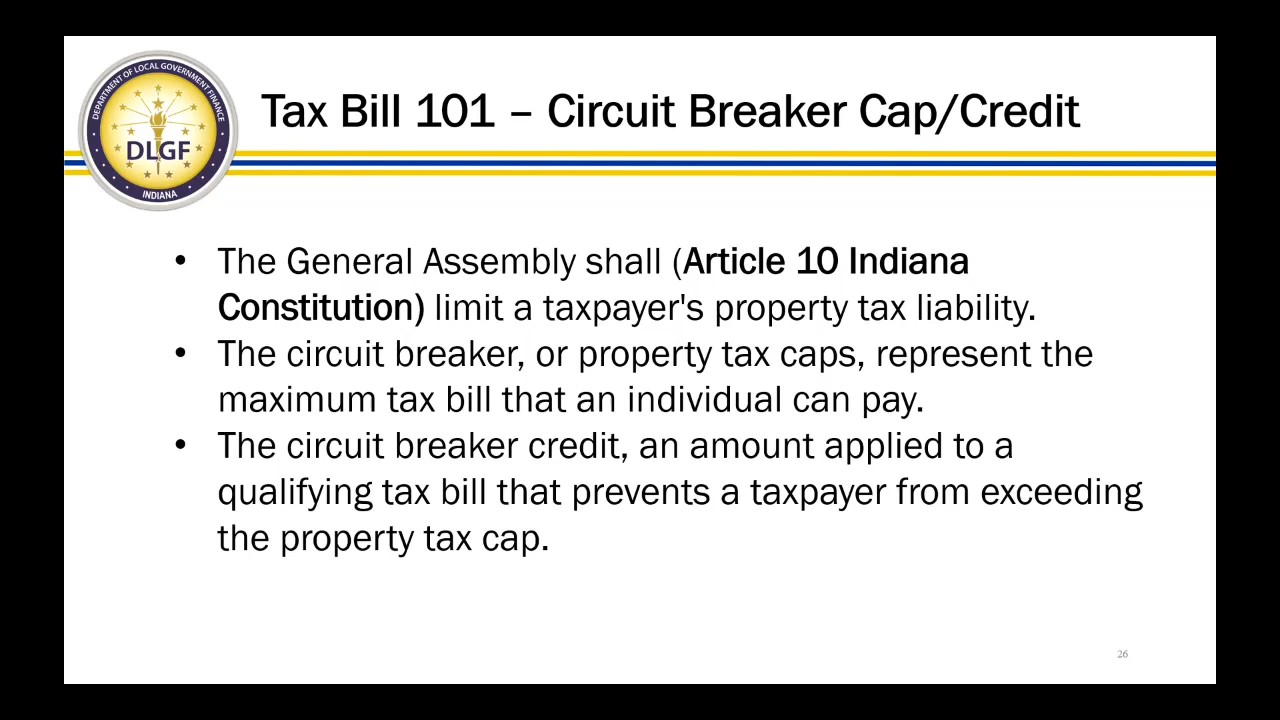 DEPARTMENT OF LOCAL GOVERNMENT FINANCE
DLGF
INDIANA
Tax Bill 101 – Circuit Breaker Cap/Credit
• The General Assembly shall (Article 10 Indiana
Constitution) limit a taxpayer's property tax liability.
• The circuit breaker, or property tax caps, represent the
maximum tax bill that an individual can pay.
• The circuit breaker credit, an amount applied to a
qualifying tax bill that prevents a taxpayer from exceeding
the property tax cap.
26